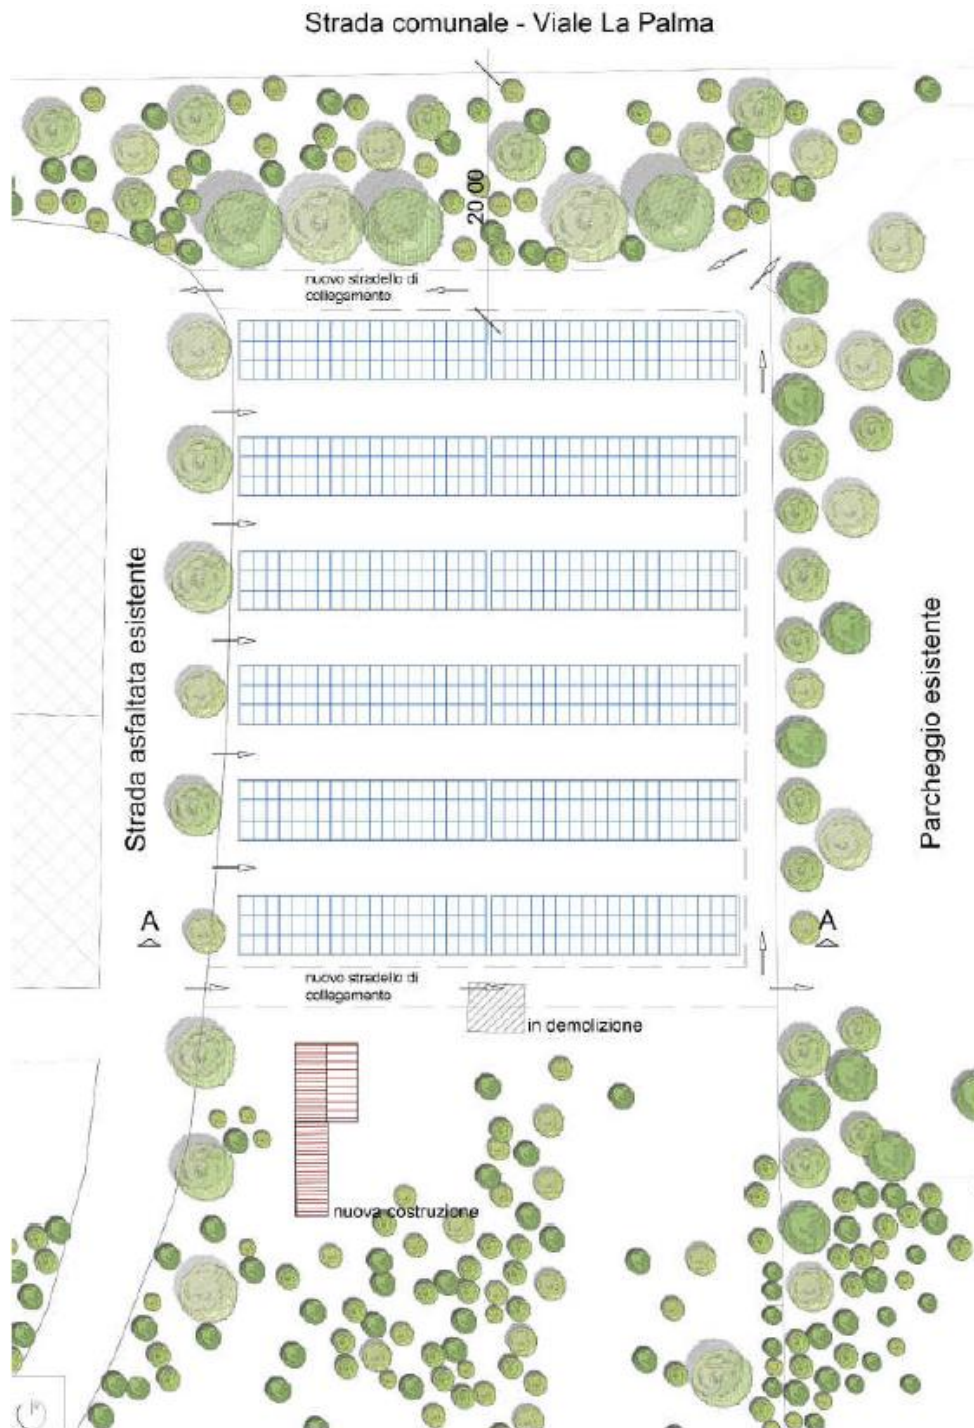 Strada comunale - Viale La Palma
20.00
nuovo stradello di
collegamento
Strada asfaltata esistente
Parcheggio esistente
A
A
nuovo stradello di
collegamento
in demolizione
nuova costruzione